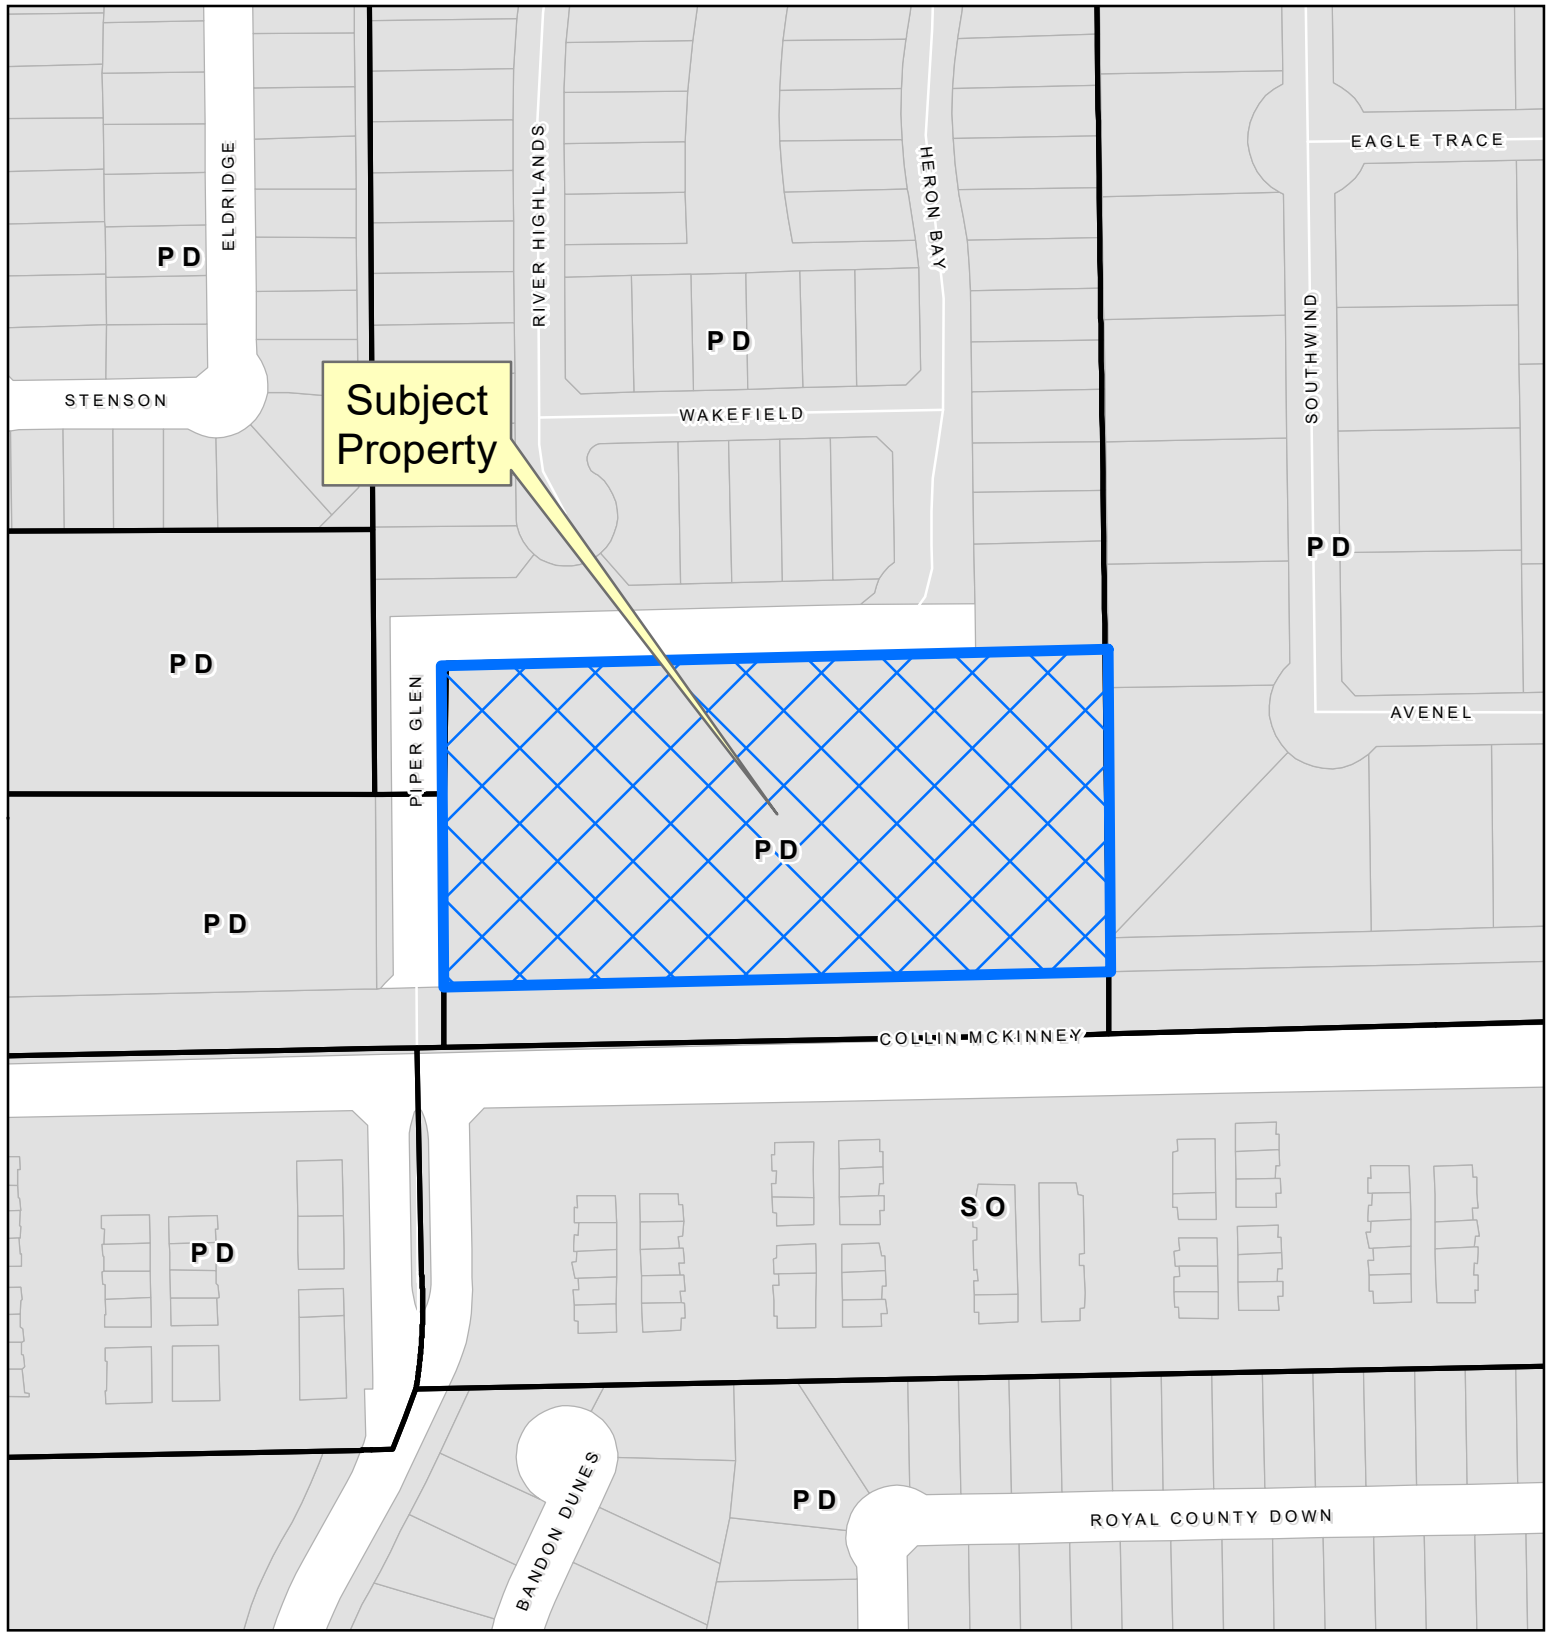 ELDRIDGE
RIVER HIGHLANDS
HERON BAY
EAGLE TRACE
PD
PD
SOUTHWIND
STENSON
Subject
Property
WAKEFIELD
PD
PD
PIPER GLEN
AVENEL
PD
PD
COLLIN MCKINNEY
SO
PD
PD
BANDON DUNES
ROYAL COUNTY DOWN